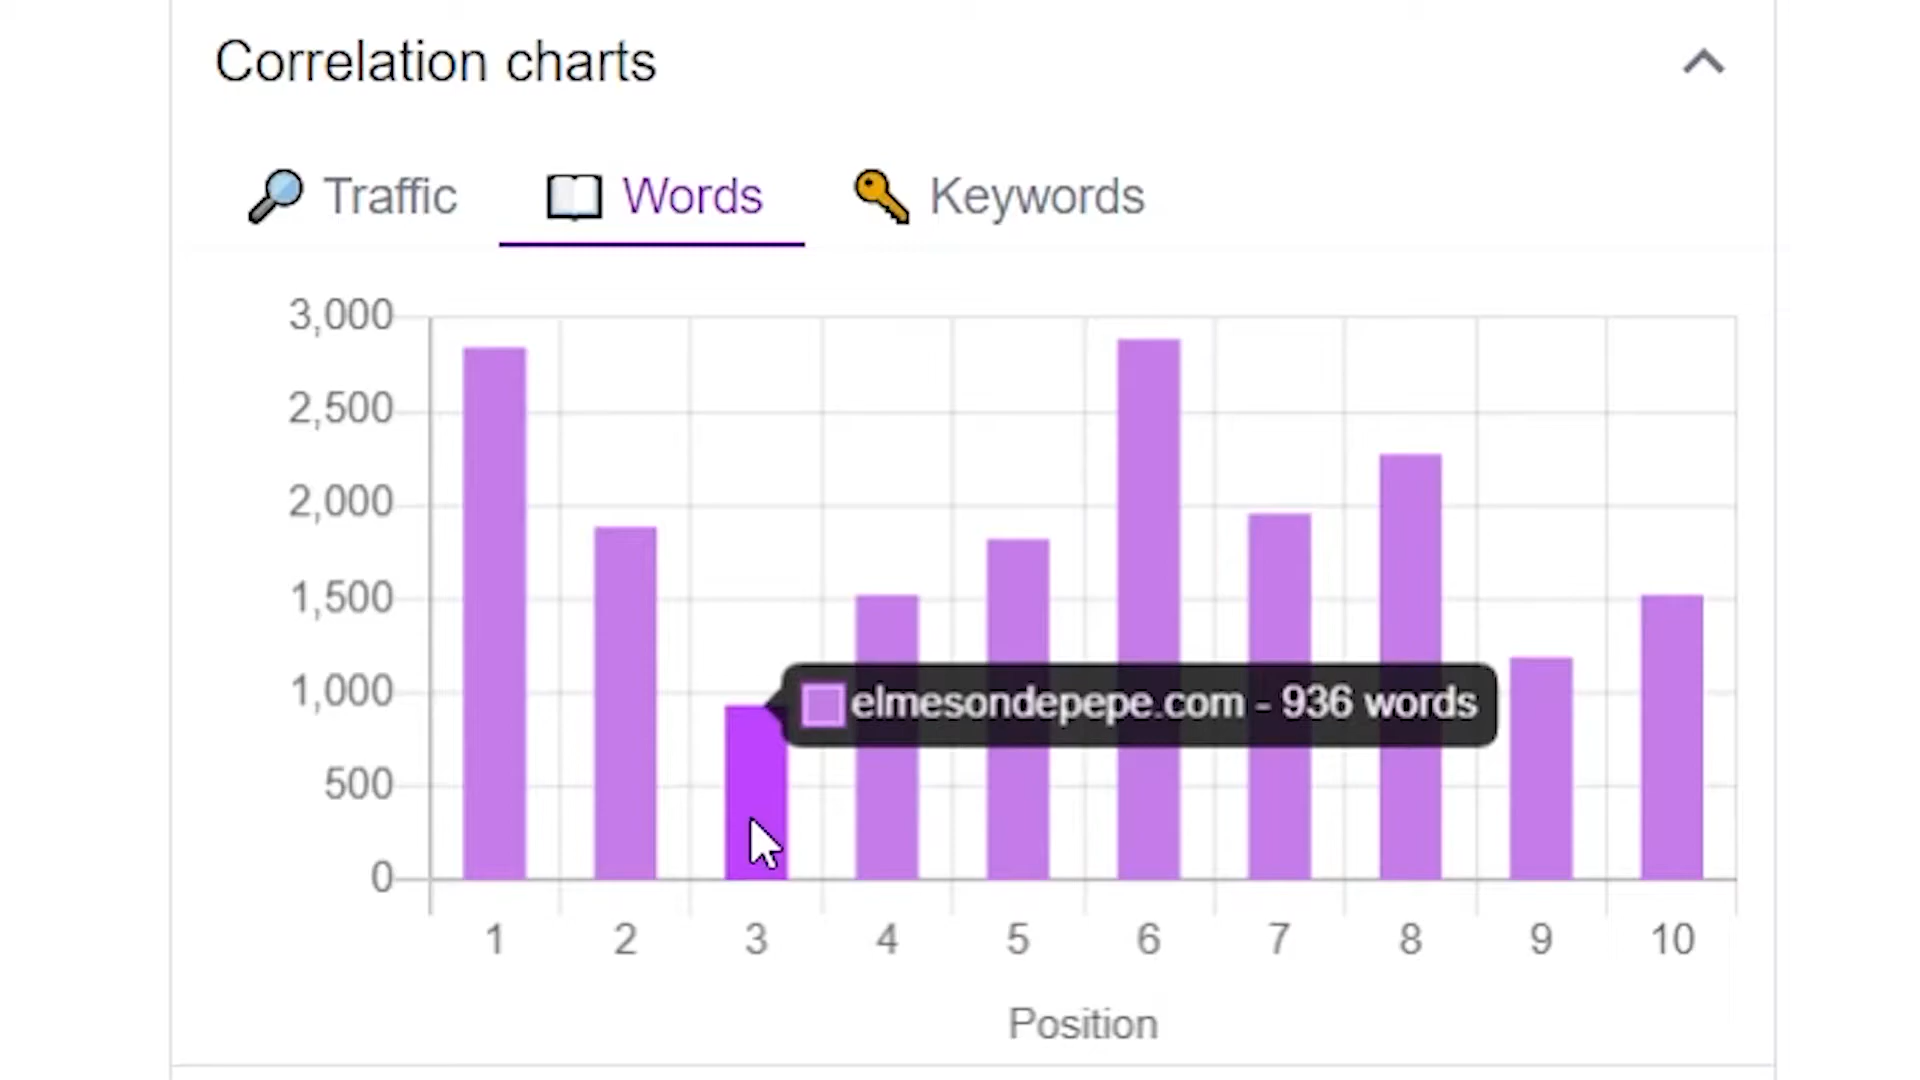 Correlation charts
Traffic
Words
Keywords
3,000
2,500
2,000
1,500
1,000
500
0
elmesondepepe.com - 936 words
1 2 3 4 5 6 7 8 9 10
Position